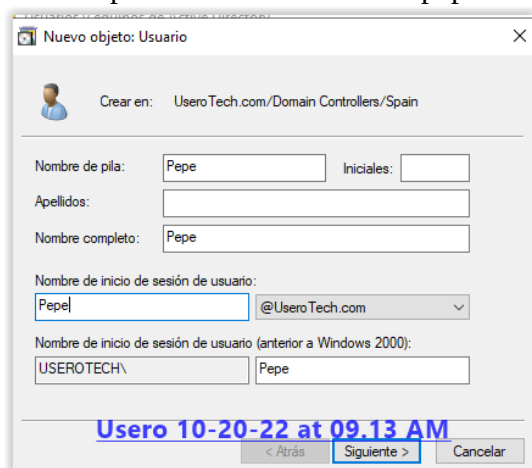 Nuevo objeto: Usuario
Crear en: UseroTech.com/Domain Controllers/Spain
Nombre de pila: Pepe Iniciales:
Apellidos:
Nombre completo: Pepe
Nombre de inicio de sesión de usuario:
Pepe @UseroTech.com
Nombre de inicio de sesión de usuario (anterior a Windows 2000):
USEROTECH\ Pepe
Usero 10-20-22 at 09.13 AM
< Atrás Siguiente > Cancelar